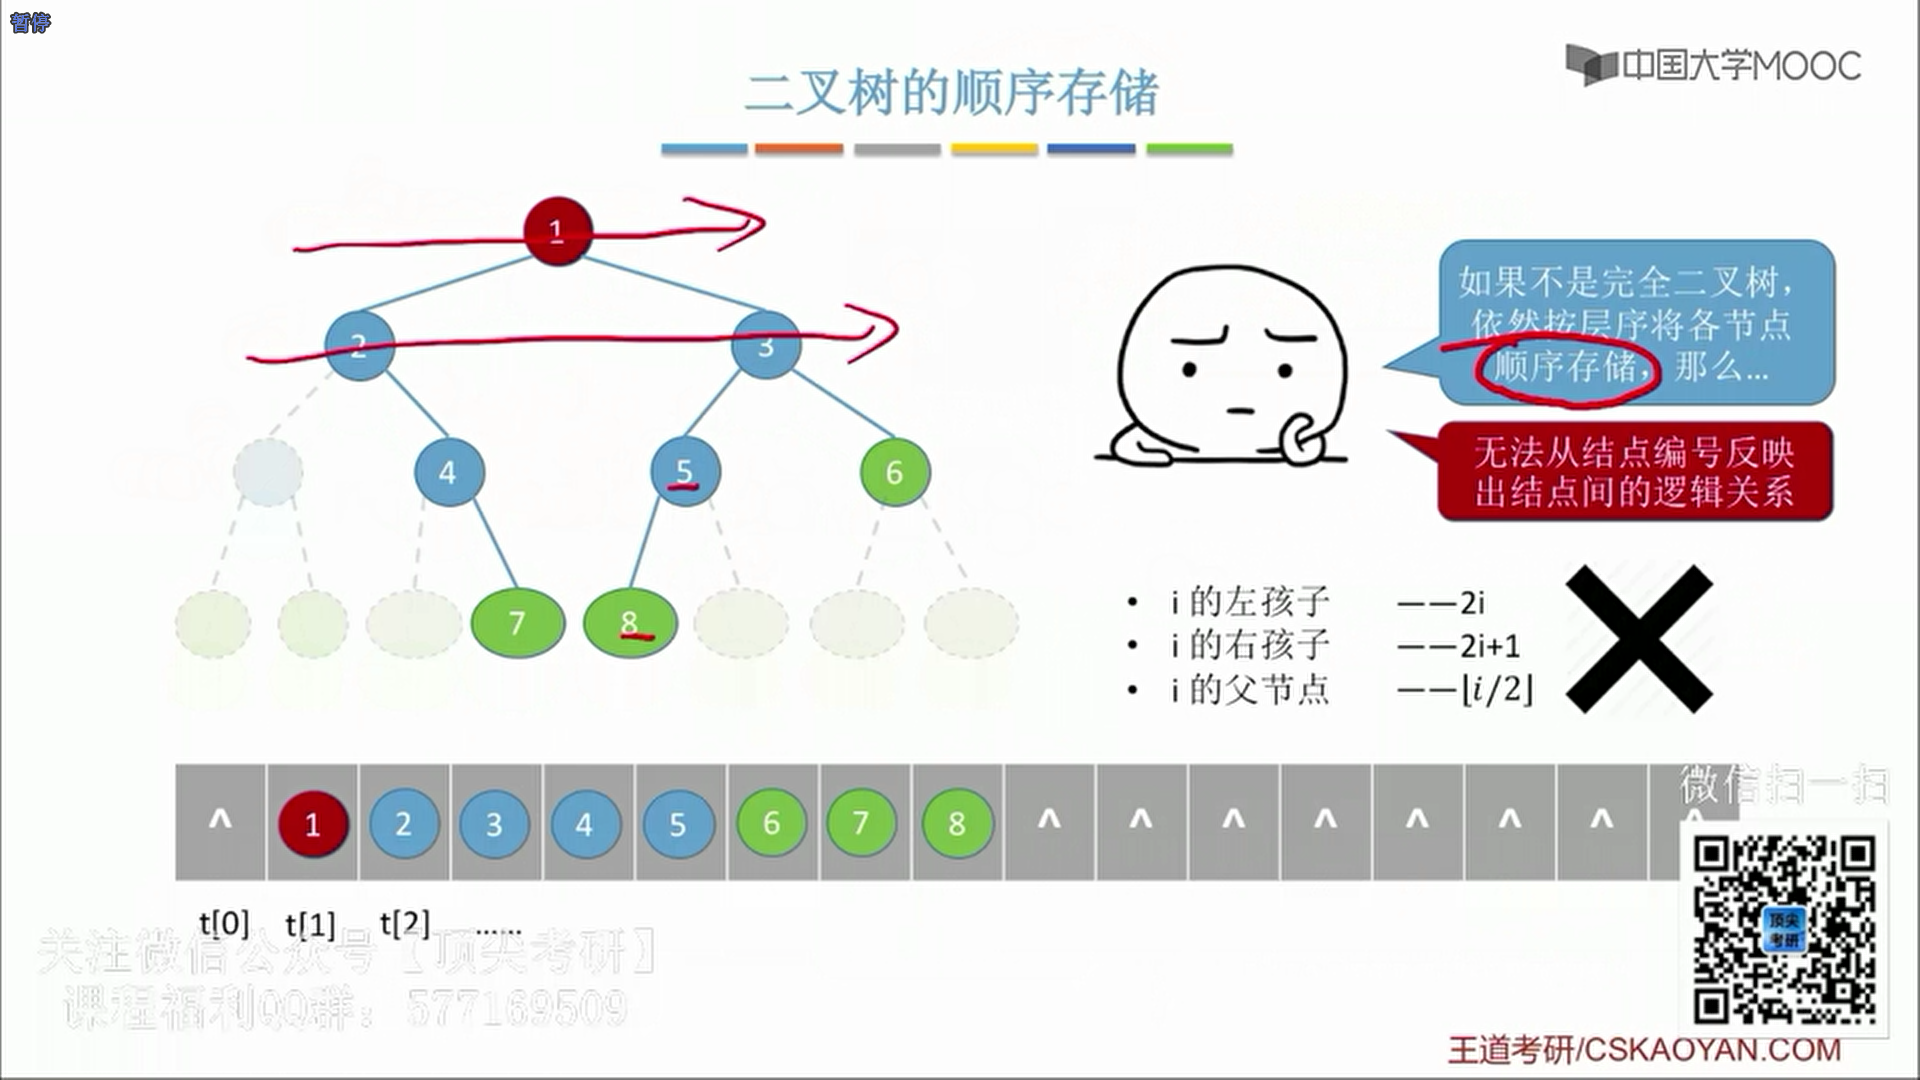 暂停
中国大学MOOC
二叉树的顺序存储
1
2
3
4
5
6
7
8
如果不是完全二叉树，
依然按层序将各节点
顺序存储，那么...
无法从结点编号反映
出结点间的逻辑关系
• i 的左孩子 ——2i
• i 的右孩子 ——2i+1
• i 的父节点 ——⌊i/2⌋
^ 1 2 3 4 5 6 7 8 ^ ^ ^ ^ ^ ^ ^ ^
t[0] t[1] t[2] ......
微信扫一扫
顶尖
考研
关注微信公众号【顶尖考研】
课程福利QQ群：577169509
王道考研/CSKAOYAN.COM